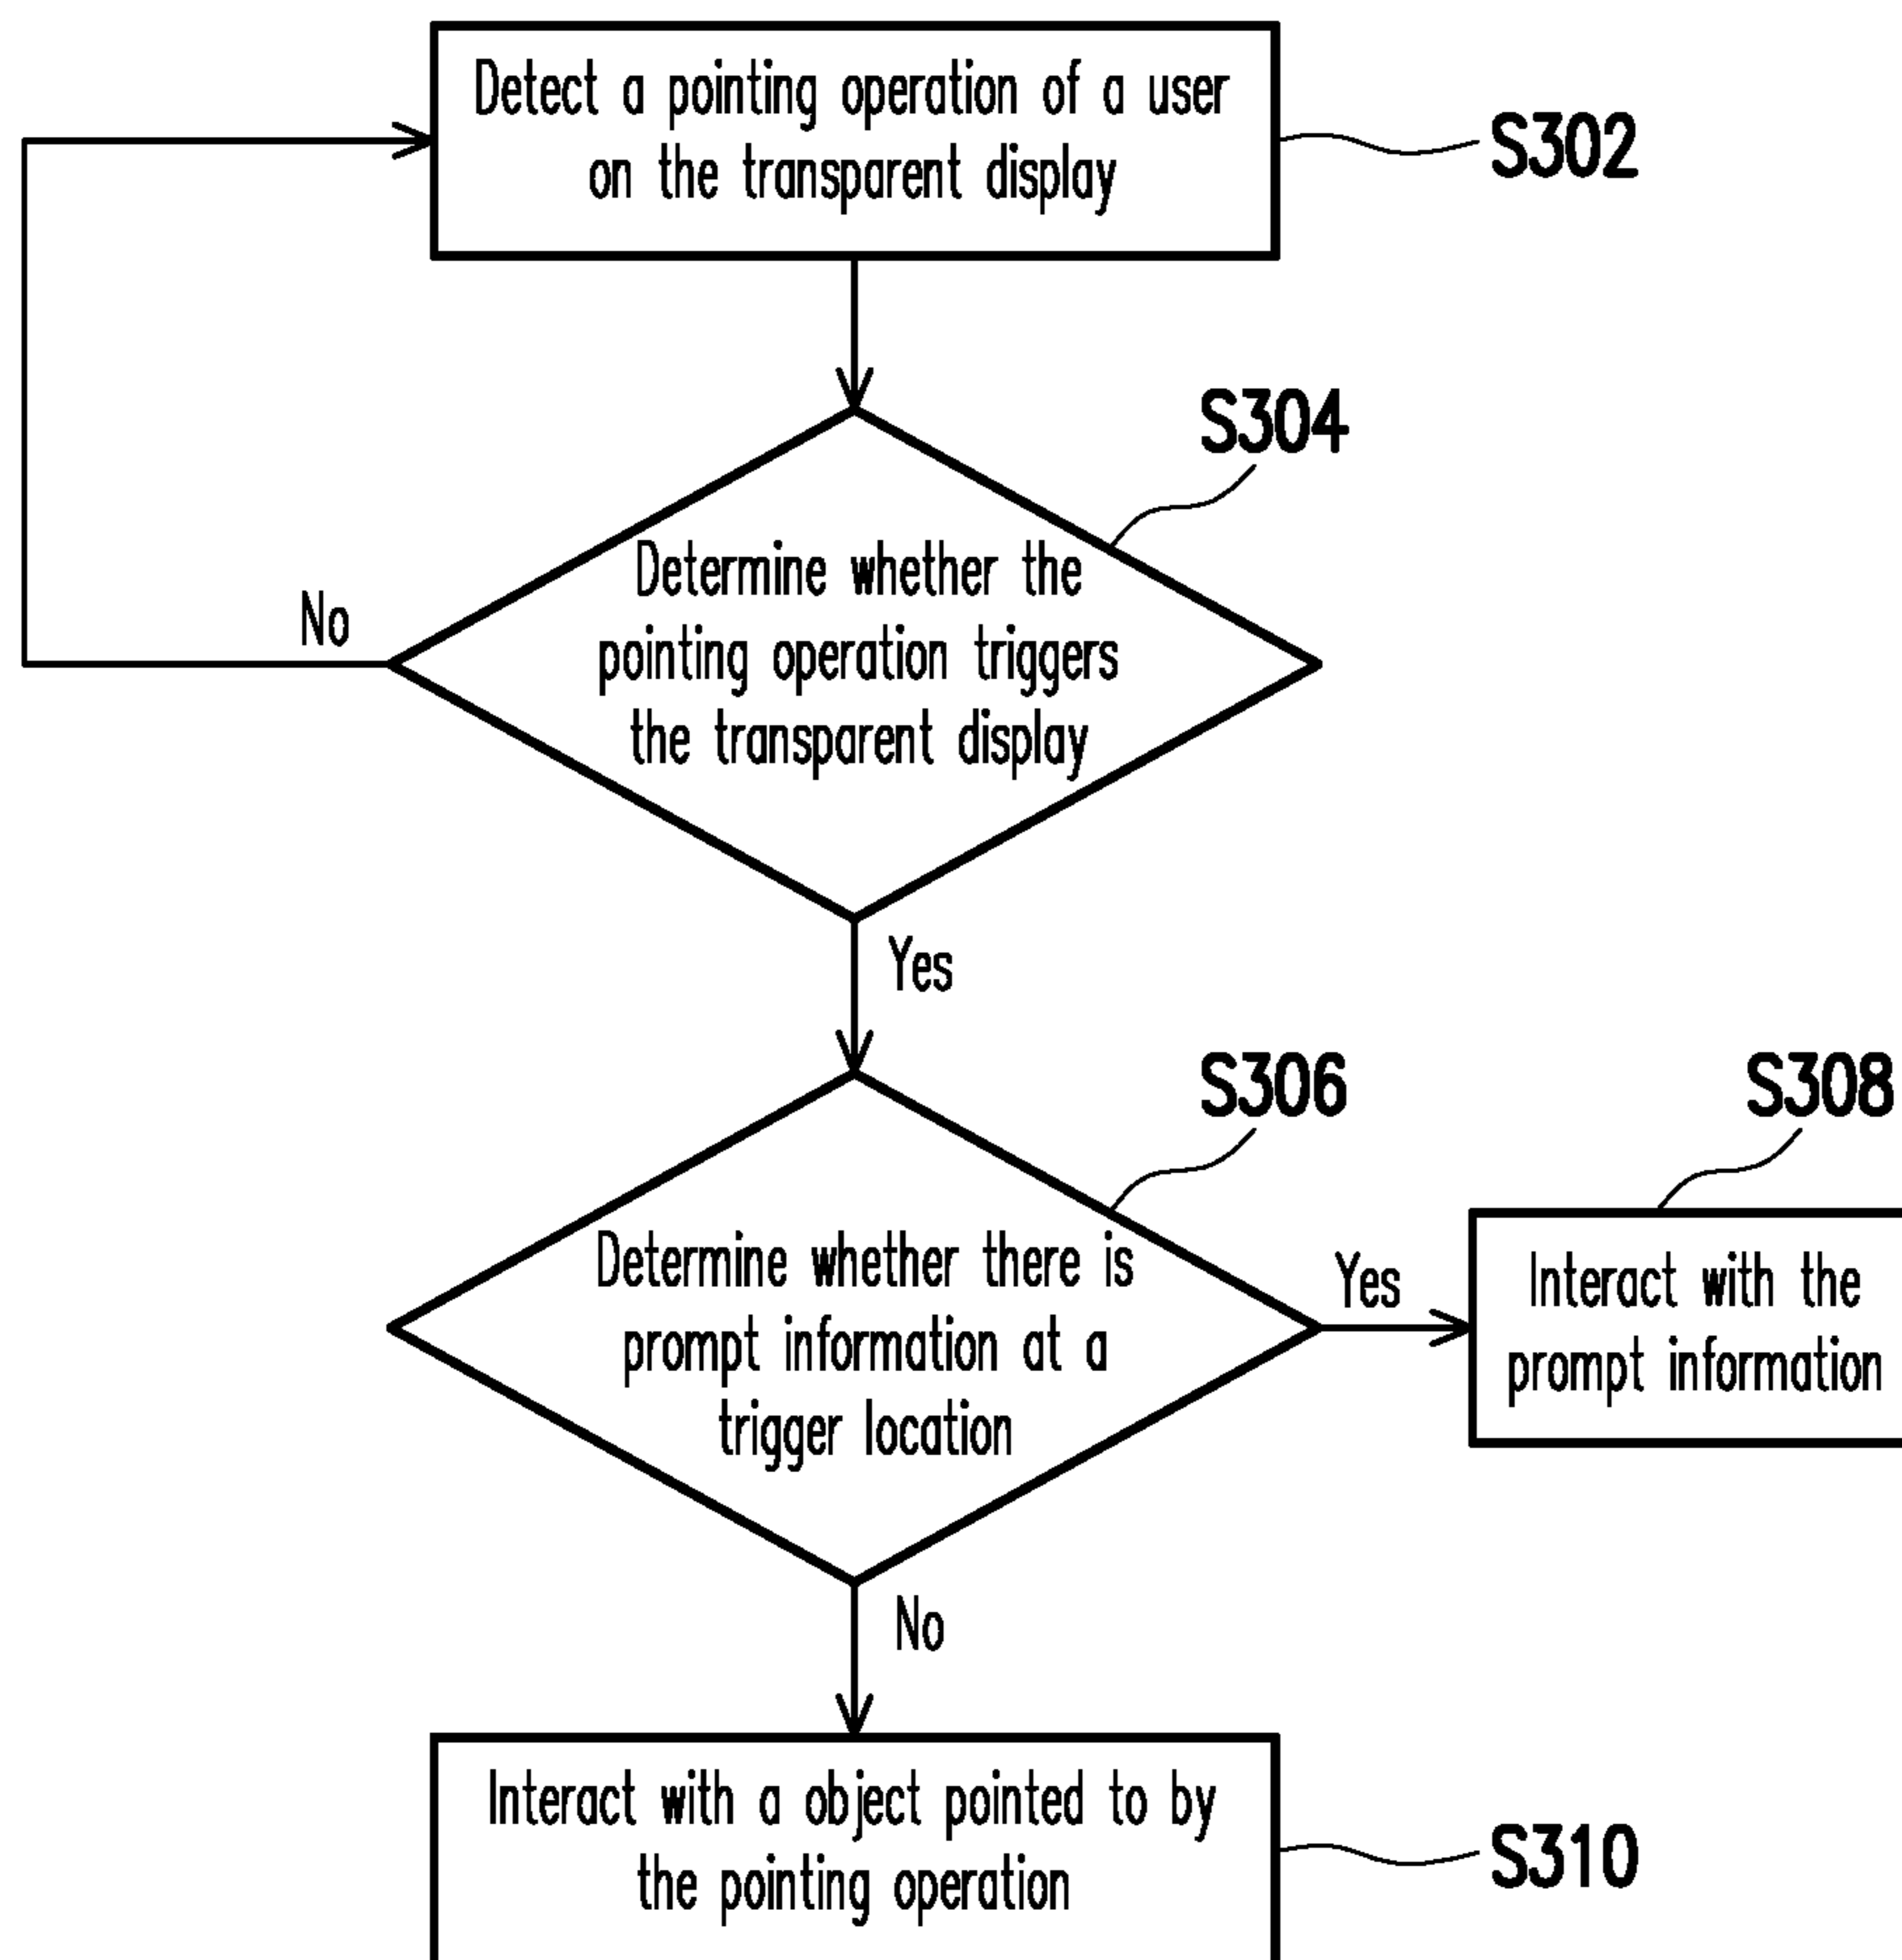 Detect a pointing operation of a user
on the transparent display
S302
S304
Determine whether the
pointing operation triggers
the transparent display
No
Yes
S306
S308
Determine whether there is
prompt information at a
trigger location
Yes
Interact with the
prompt information
No
Interact with a object pointed to by
the pointing operation
S310